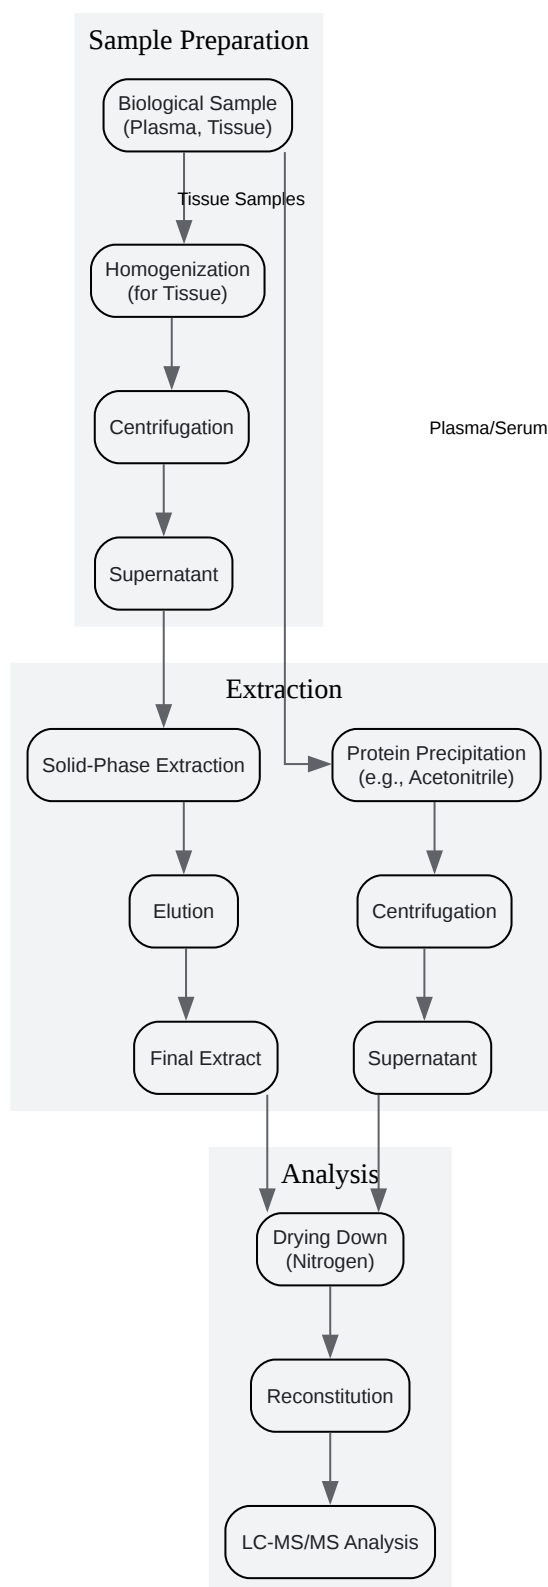 Sample Preparation
Biological Sample
(Plasma, Tissue)
Tissue Samples
Homogenization
(for Tissue)
Centrifugation
Plasma/Serum
Supernatant
Extraction
Solid-Phase Extraction
Protein Precipitation
(e.g., Acetonitrile)
Elution
Centrifugation
Final Extract
Supernatant
Analysis
Drying Down
(Nitrogen)
Reconstitution
LC-MS/MS Analysis